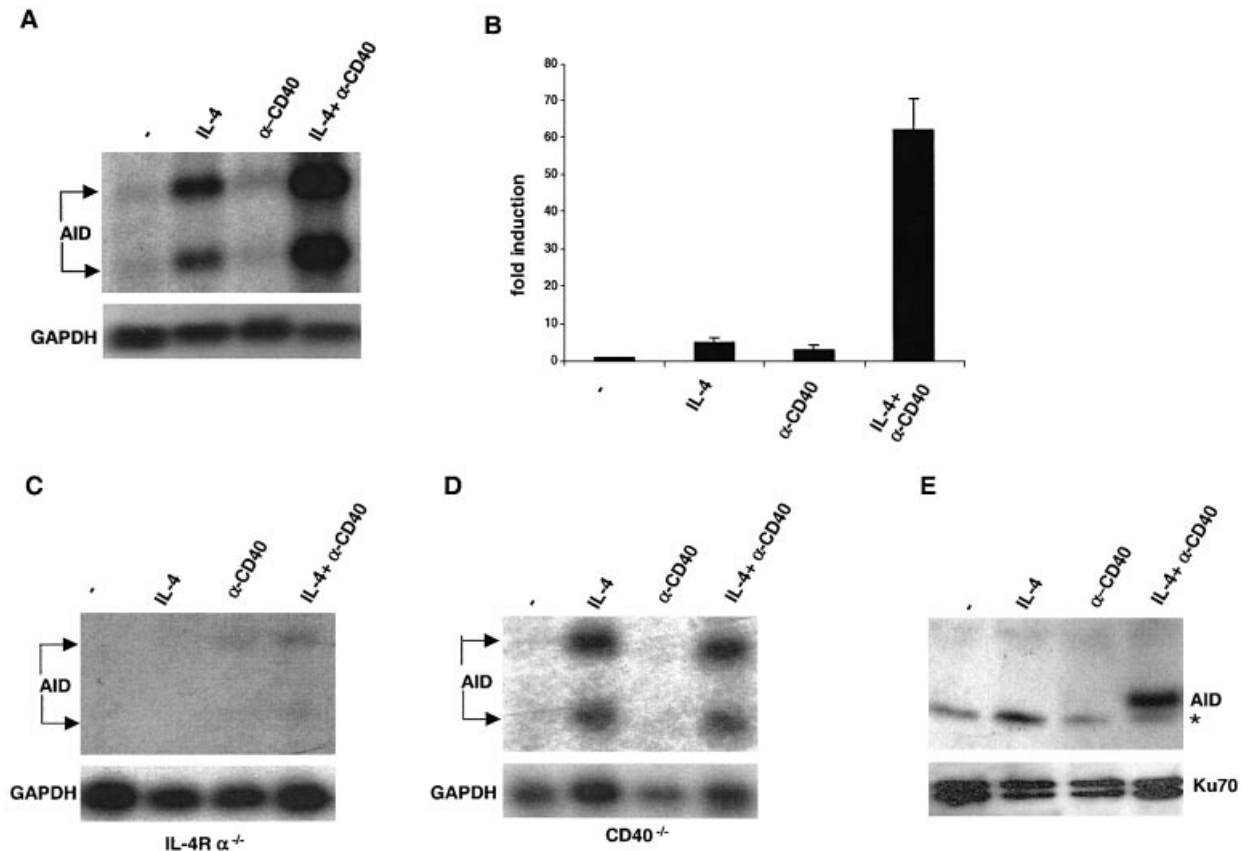 A
-
IL-4
α-CD40
IL-4+ α-CD40
AID
GAPDH
B
fold induction
80
70
60
50
40
30
20
10
0
-
IL-4
α-CD40
IL-4+
α-CD40
C
-
IL-4
α-CD40
IL-4+ α-CD40
AID
GAPDH
IL-4R α-/-
D
-
IL-4
α-CD40
IL-4+ α-CD40
AID
GAPDH
CD40-/-
E
-
IL-4
α-CD40
IL-4+ α-CD40
AID
*
Ku70